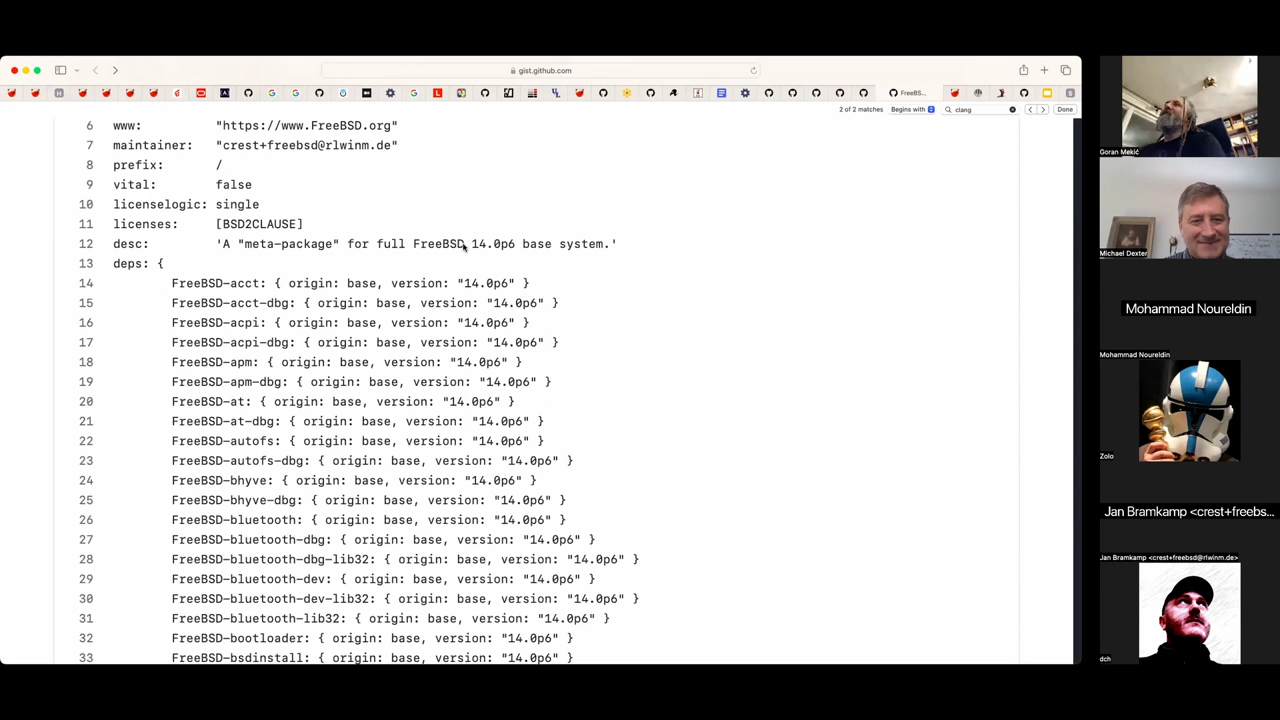 gist.github.com
FreeBS...
2 of 2 matches
Begins with
clang
Done
6 www: "https://www.FreeBSD.org"
7 maintainer: "crest+freebsd@rlwinm.de"
8 prefix: /
9 vital: false
10 licenselogic: single
11 licenses: [BSD2CLAUSE]
12 desc: 'A "meta-package" for full FreeBSD 14.0p6 base system.'
13 deps: {
14 FreeBSD-acct: { origin: base, version: "14.0p6" }
15 FreeBSD-acct-dbg: { origin: base, version: "14.0p6" }
16 FreeBSD-acpi: { origin: base, version: "14.0p6" }
17 FreeBSD-acpi-dbg: { origin: base, version: "14.0p6" }
18 FreeBSD-apm: { origin: base, version: "14.0p6" }
19 FreeBSD-apm-dbg: { origin: base, version: "14.0p6" }
20 FreeBSD-at: { origin: base, version: "14.0p6" }
21 FreeBSD-at-dbg: { origin: base, version: "14.0p6" }
22 FreeBSD-autofs: { origin: base, version: "14.0p6" }
23 FreeBSD-autofs-dbg: { origin: base, version: "14.0p6" }
24 FreeBSD-bhyve: { origin: base, version: "14.0p6" }
25 FreeBSD-bhyve-dbg: { origin: base, version: "14.0p6" }
26 FreeBSD-bluetooth: { origin: base, version: "14.0p6" }
27 FreeBSD-bluetooth-dbg: { origin: base, version: "14.0p6" }
28 FreeBSD-bluetooth-dbg-lib32: { origin: base, version: "14.0p6" }
29 FreeBSD-bluetooth-dev: { origin: base, version: "14.0p6" }
30 FreeBSD-bluetooth-dev-lib32: { origin: base, version: "14.0p6" }
31 FreeBSD-bluetooth-lib32: { origin: base, version: "14.0p6" }
32 FreeBSD-bootloader: { origin: base, version: "14.0p6" }
33 FreeBSD-bsdinstall: { origin: base, version: "14.0p6" }
Goran Mekić
Michael Dexter
Mohammad Noureldin
Mohammad Noureldin
Zolo
Jan Bramkamp <crest+freebs...
Jan Bramkamp <crest+freebsd@rlwinm.de>
dch